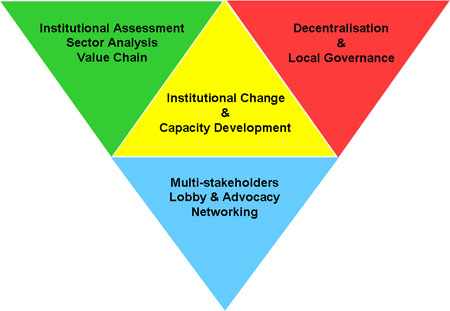 Institutional Assessment
Sector Analysis
Value Chain
Decentralisation
&
Local Governance
Institutional Change
&
Capacity Development
Multi-stakeholders
Lobby & Advocacy
Networking